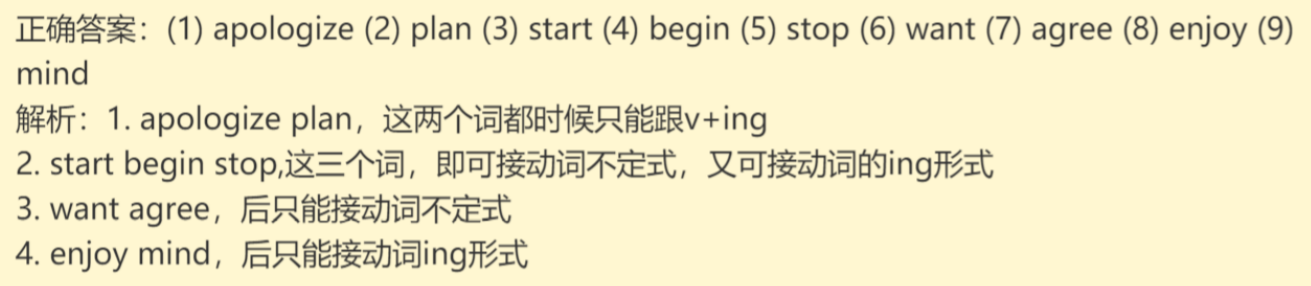 正确答案：(1) apologize (2) plan (3) start (4) begin (5) stop (6) want (7) agree (8) enjoy (9)
mind
解析：1. apologize plan，这两个词都时候只能跟v+ing
2. start begin stop,这三个词，即可接动词不定式，又可接动词的ing形式
3. want agree，后只能接动词不定式
4. enjoy mind，后只能接动词ing形式